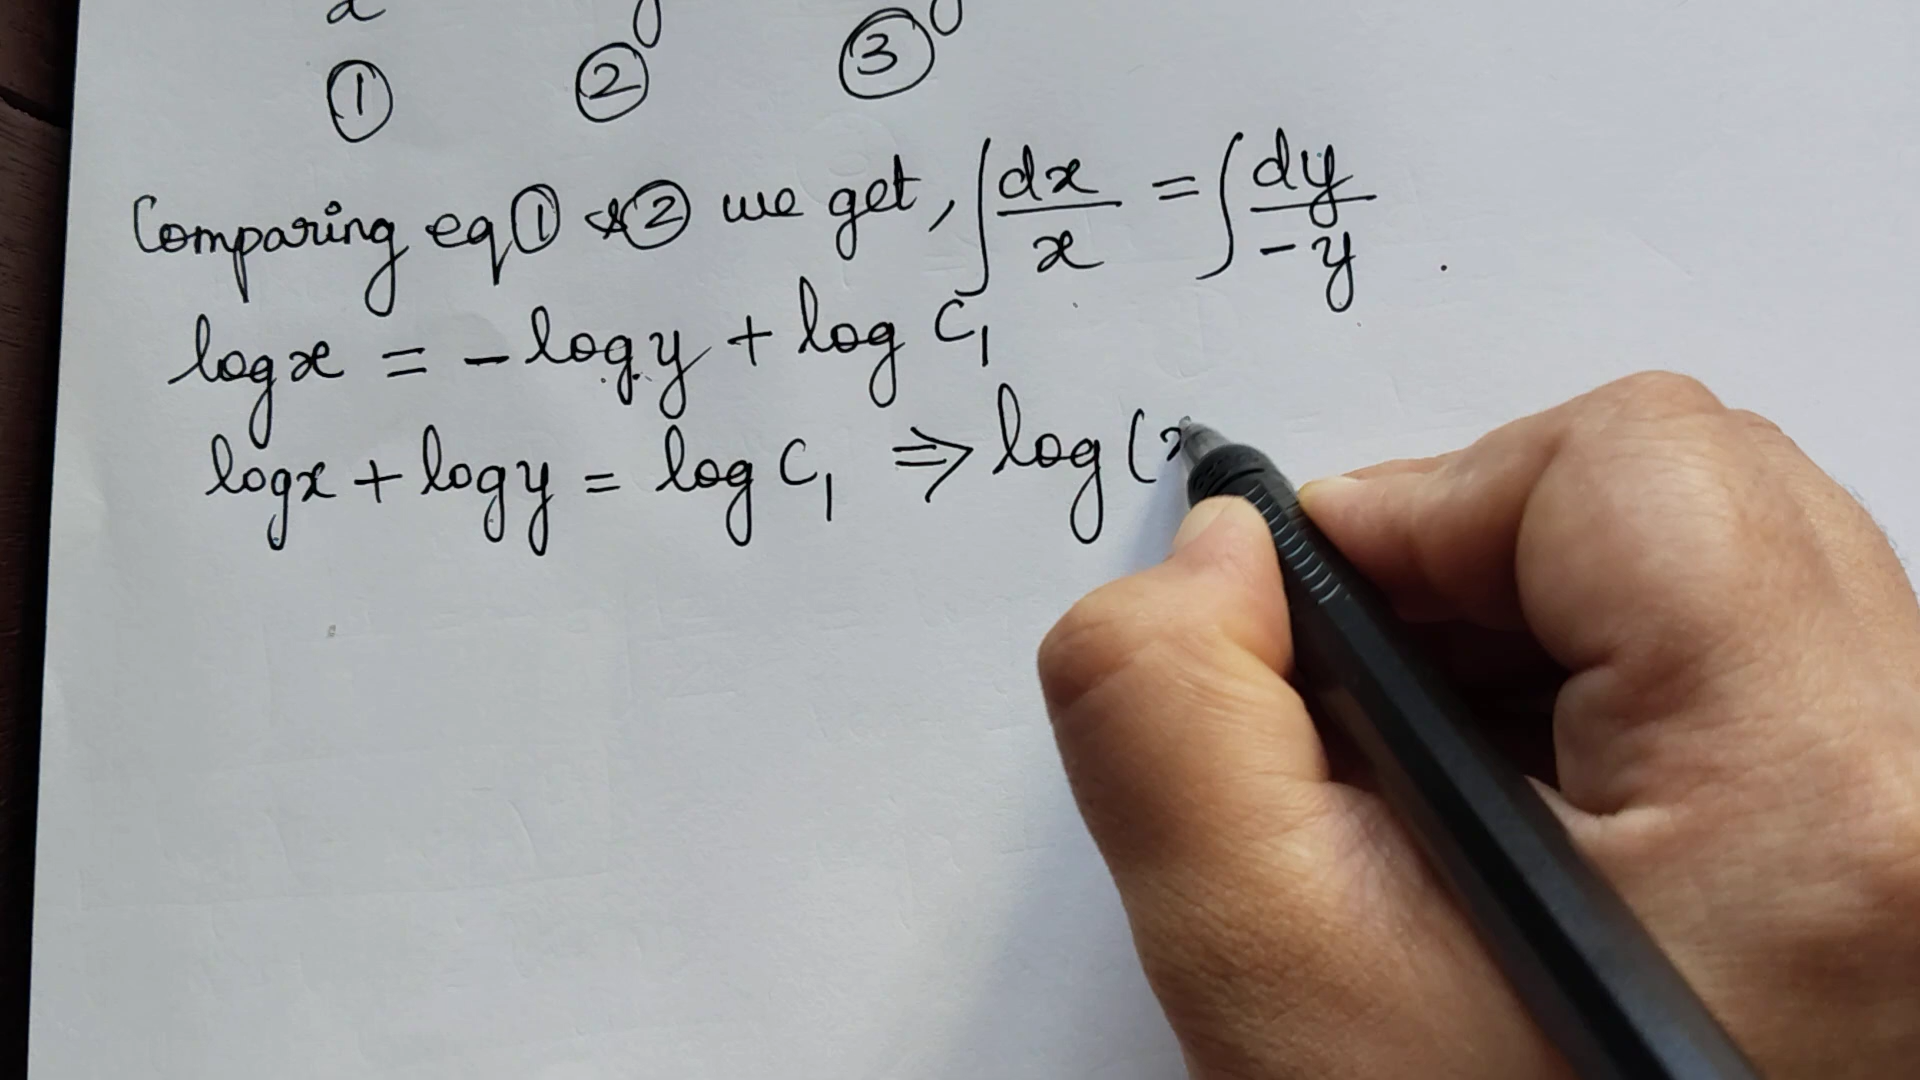 ① ② ③
Comparing eq ① & ② we get, ∫ dx/x = ∫ dy/-y
log x = - log y + log C₁
log x + log y = log C₁ ⇒ log (x